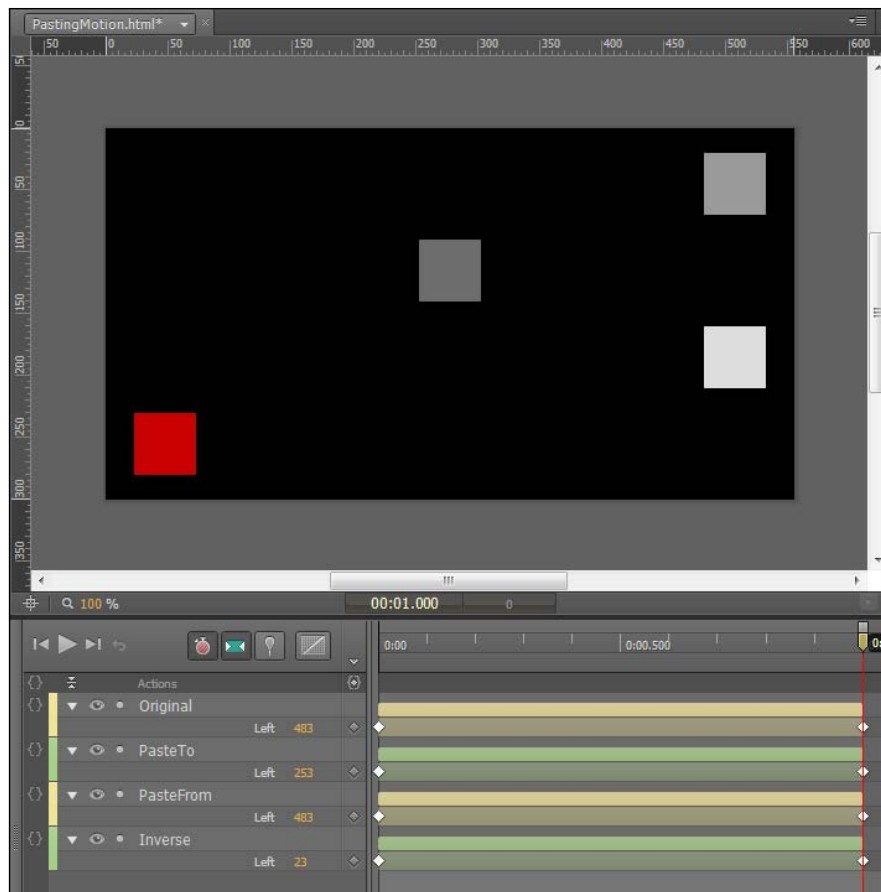 PastingMotion.html*
50 0 50 100 150 200 250 300 350 400 450 500 550 600
50
0
50
100
150
200
250
300
350
100 %
00:01.000 0
0:00 0:00.500 0:
Actions
Original
Left 483
PasteTo
Left 253
PasteFrom
Left 483
Inverse
Left 23